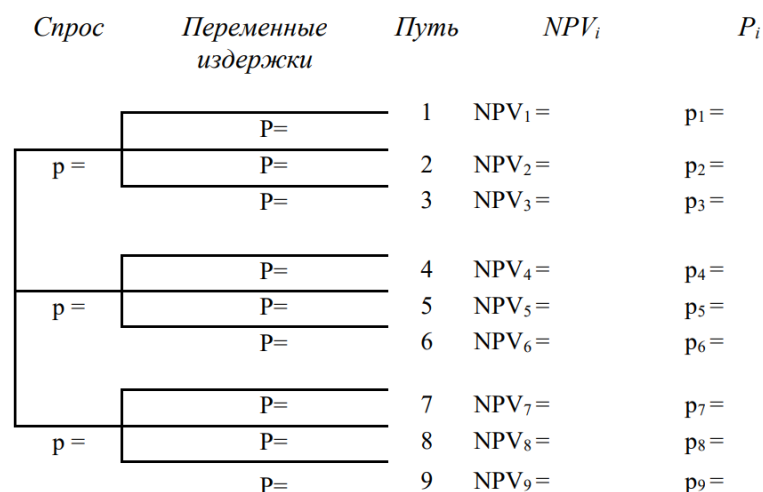 Спрос Переменные издержки Путь NPVi Pi
P= 1 NPV1 = p1 =
p = P= 2 NPV2 = p2 =
P= 3 NPV3 = p3 =
P= 4 NPV4 = p4 =
p = P= 5 NPV5 = p5 =
P= 6 NPV6 = p6 =
P= 7 NPV7 = p7 =
p = P= 8 NPV8 = p8 =
P= 9 NPV9 = p9 =